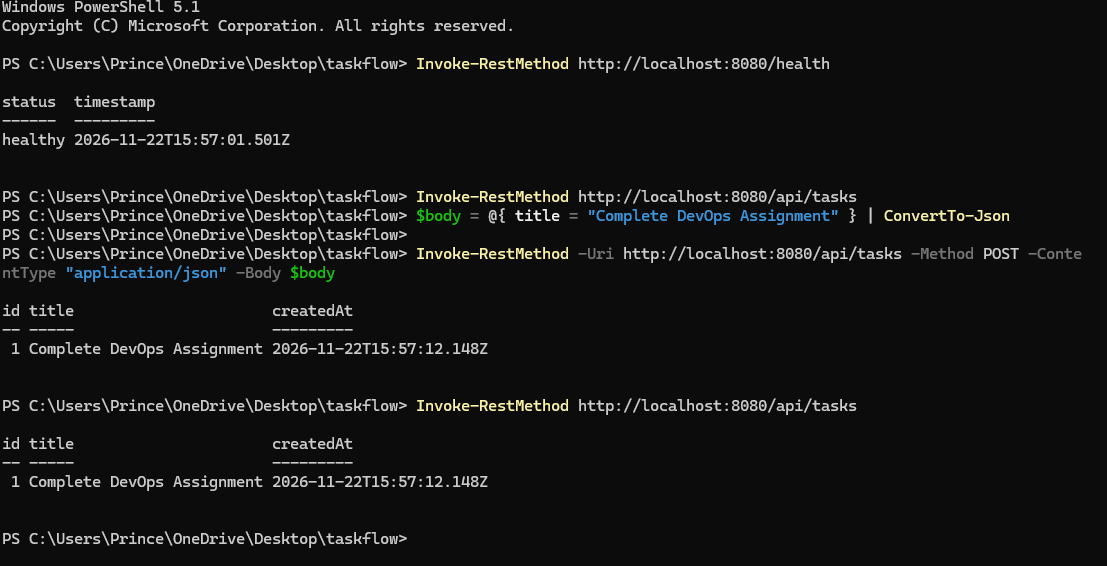 Windows PowerShell 5.1
Copyright (C) Microsoft Corporation. All rights reserved.
PS C:\Users\Prince\OneDrive\Desktop\taskflow> Invoke-RestMethod http://localhost:8080/health
status  timestamp
------  ---------
healthy 2026-11-22T15:57:01.501Z
PS C:\Users\Prince\OneDrive\Desktop\taskflow> Invoke-RestMethod http://localhost:8080/api/tasks
PS C:\Users\Prince\OneDrive\Desktop\taskflow> $body = @{ title = "Complete DevOps Assignment" } | ConvertTo-Json
PS C:\Users\Prince\OneDrive\Desktop\taskflow>
PS C:\Users\Prince\OneDrive\Desktop\taskflow> Invoke-RestMethod -Uri http://localhost:8080/api/tasks -Method POST -Conte
ntType "application/json" -Body $body
id title                      createdAt
-- -----                      ---------
 1 Complete DevOps Assignment 2026-11-22T15:57:12.148Z
PS C:\Users\Prince\OneDrive\Desktop\taskflow> Invoke-RestMethod http://localhost:8080/api/tasks
id title                      createdAt
-- -----                      ---------
 1 Complete DevOps Assignment 2026-11-22T15:57:12.148Z
PS C:\Users\Prince\OneDrive\Desktop\taskflow>